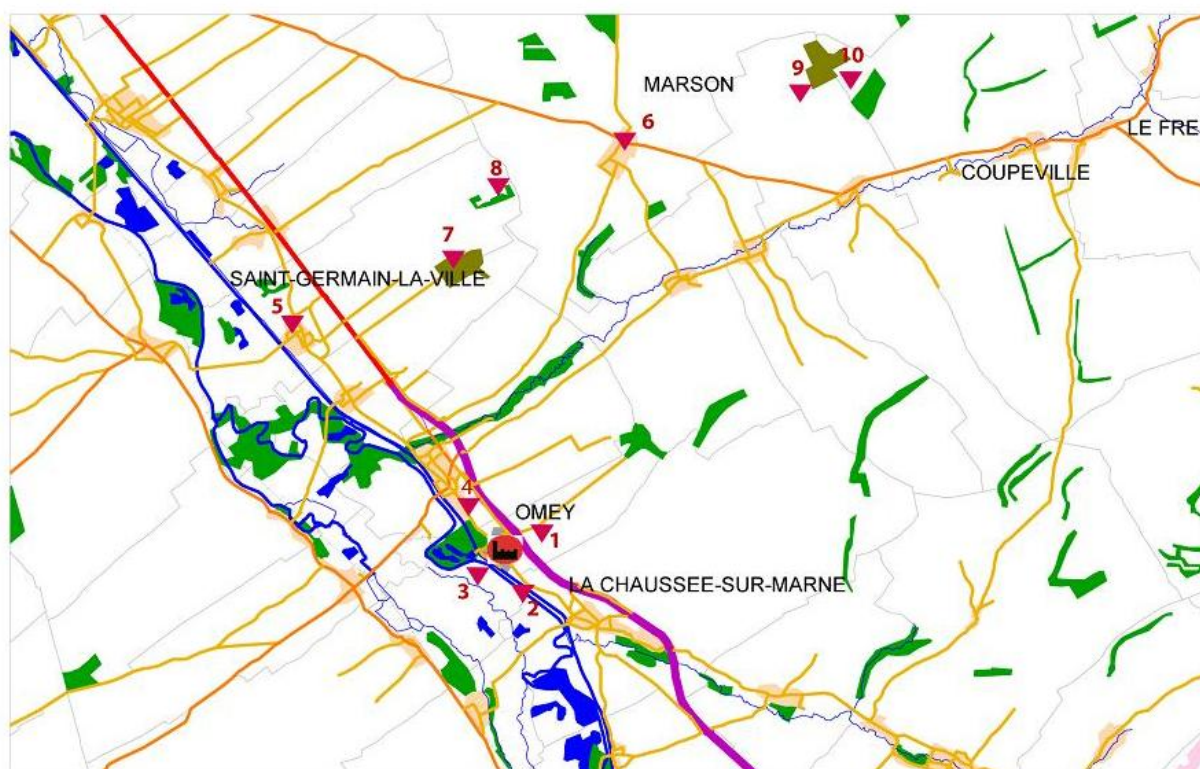 10
9
MARSON
6
LE FRE
8
COUPEVILLE
7
SAINT-GERMAIN-LA-VILLE
5
4
OMEY
1
3
LA CHAUSSEE-SUR-MARNE
2